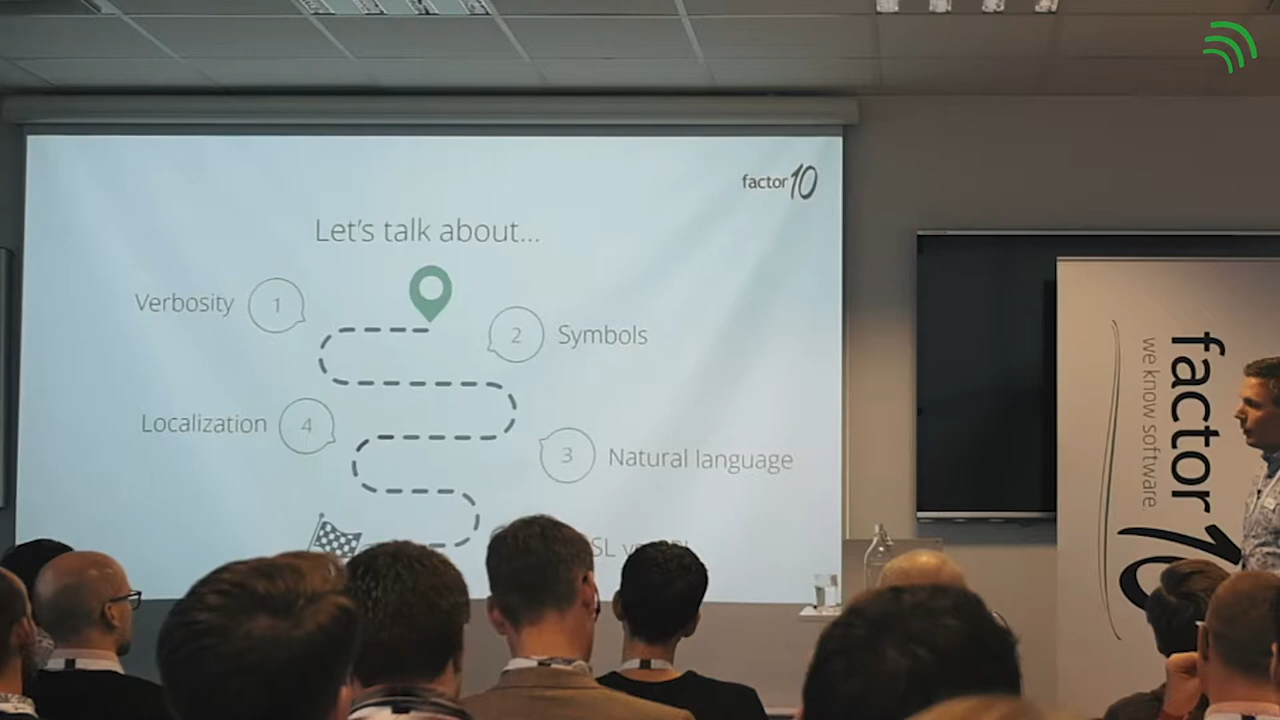 factor10
Let's talk about...
Verbosity 1
2 Symbols
Localization 4
3 Natural language
factor10
we know software.